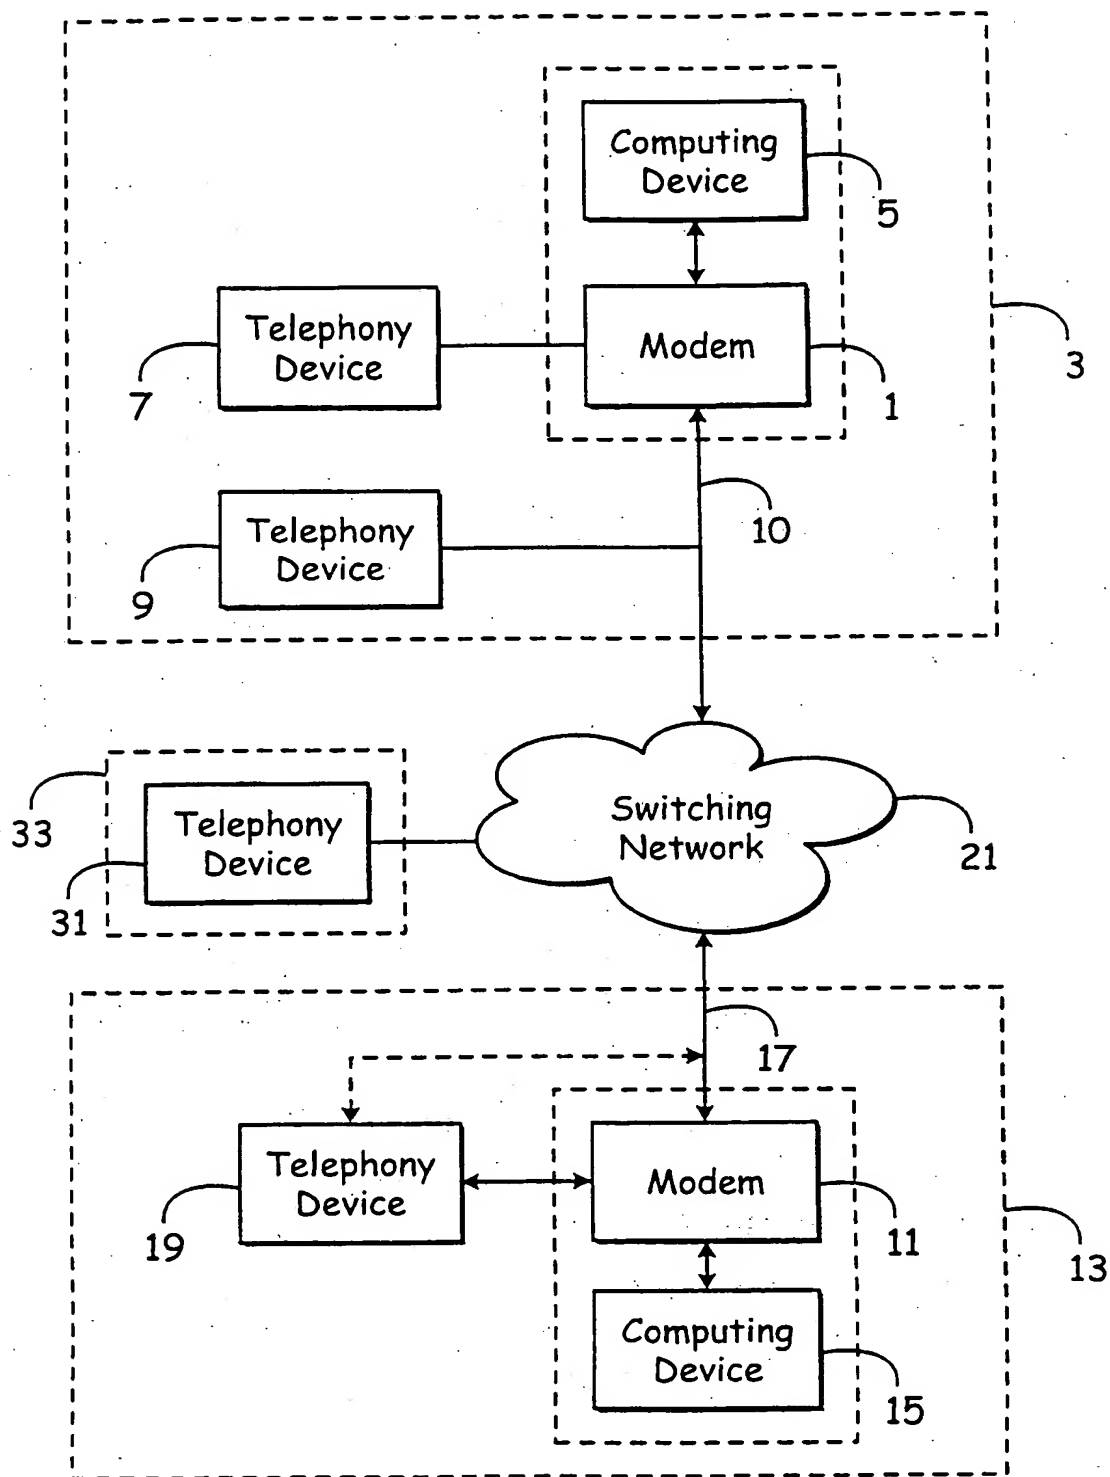 Computing
Device
5
Telephony
Device
Modem
7
1
3
10
Telephony
Device
9
Telephony
Device
33
31
Switching
Network
21
17
Telephony
Device
Modem
19
11
13
Computing
Device
15